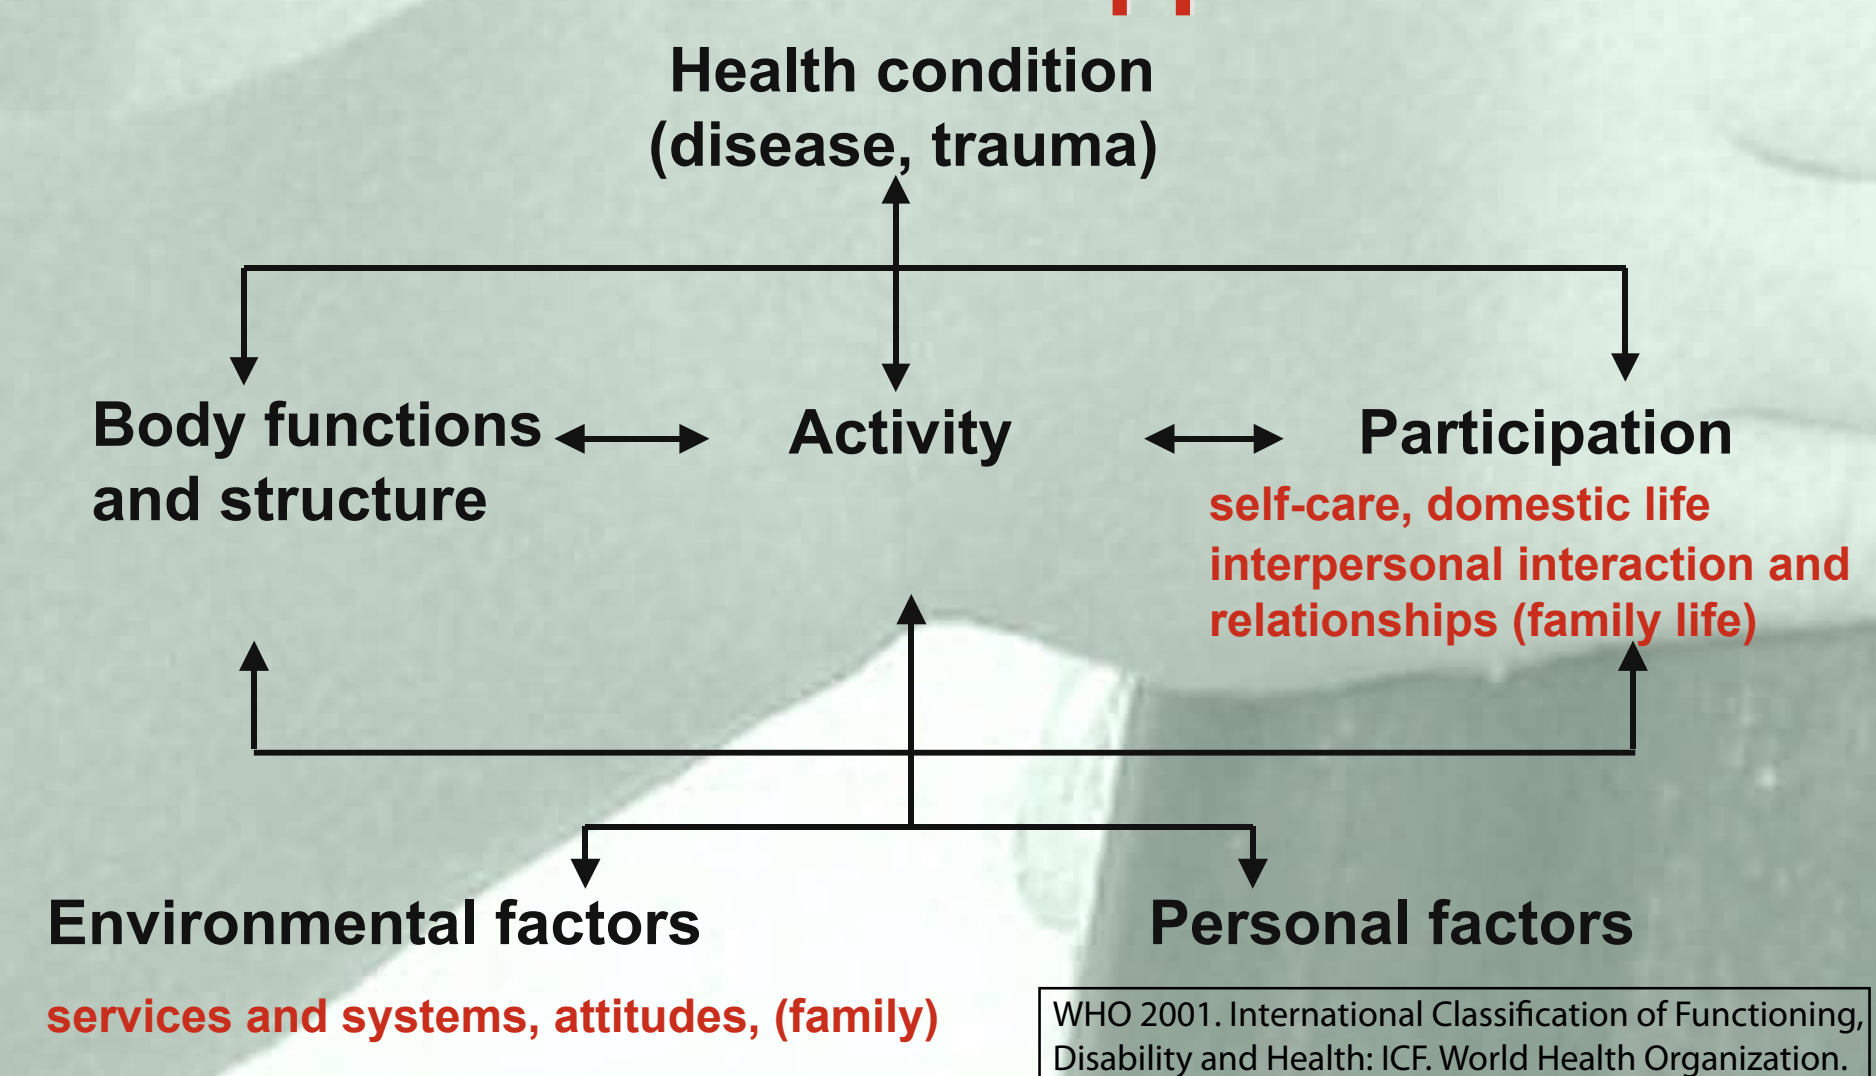 Health condition
(disease, trauma)
Body functions
and structure
Activity
Participation
self-care, domestic life
interpersonal interaction and
relationships (family life)
Environmental factors
Personal factors
services and systems, attitudes, (family)
WHO 2001. International Classification of Functioning,
Disability and Health: ICF. World Health Organization.